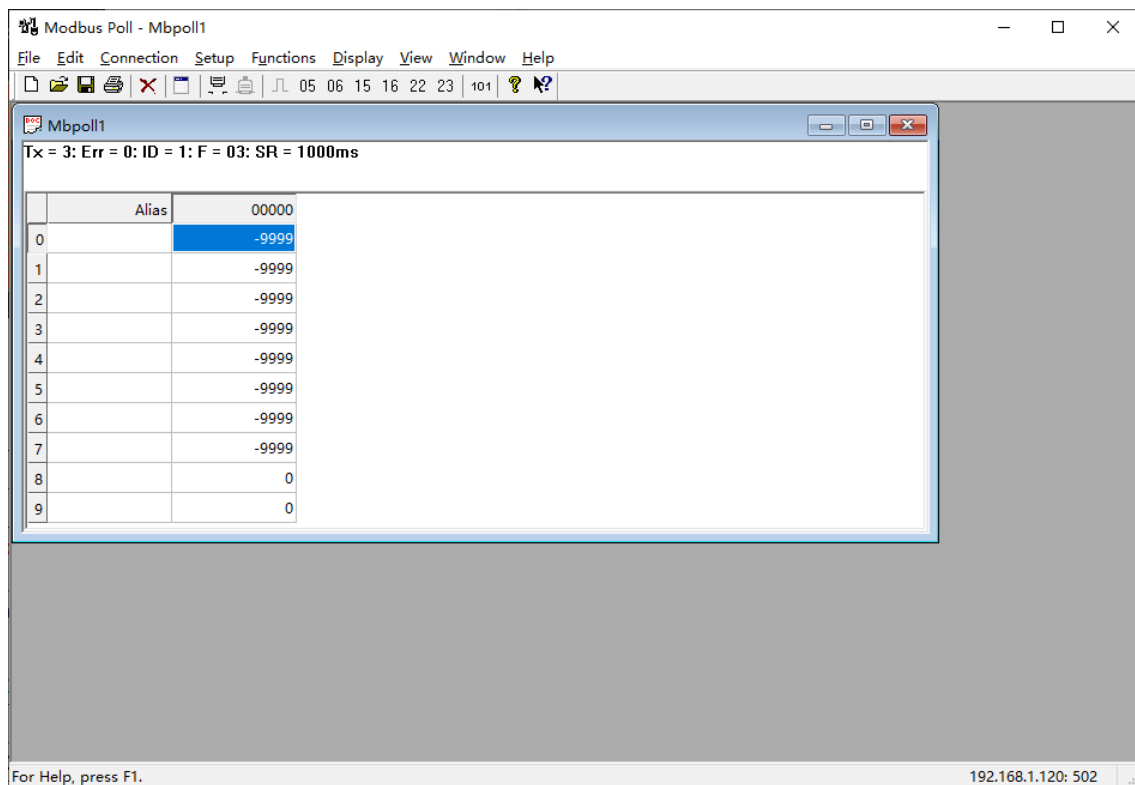 Modbus Poll - Mbpoll1
File Edit Connection Setup Functions Display View Window Help
05 06 15 16 22 23 101
Mbpoll1
Tx = 3: Err = 0: ID = 1: F = 03: SR = 1000ms
Alias 00000
0 -9999
1 -9999
2 -9999
3 -9999
4 -9999
5 -9999
6 -9999
7 -9999
8 0
9 0
For Help, press F1. 192.168.1.120: 502